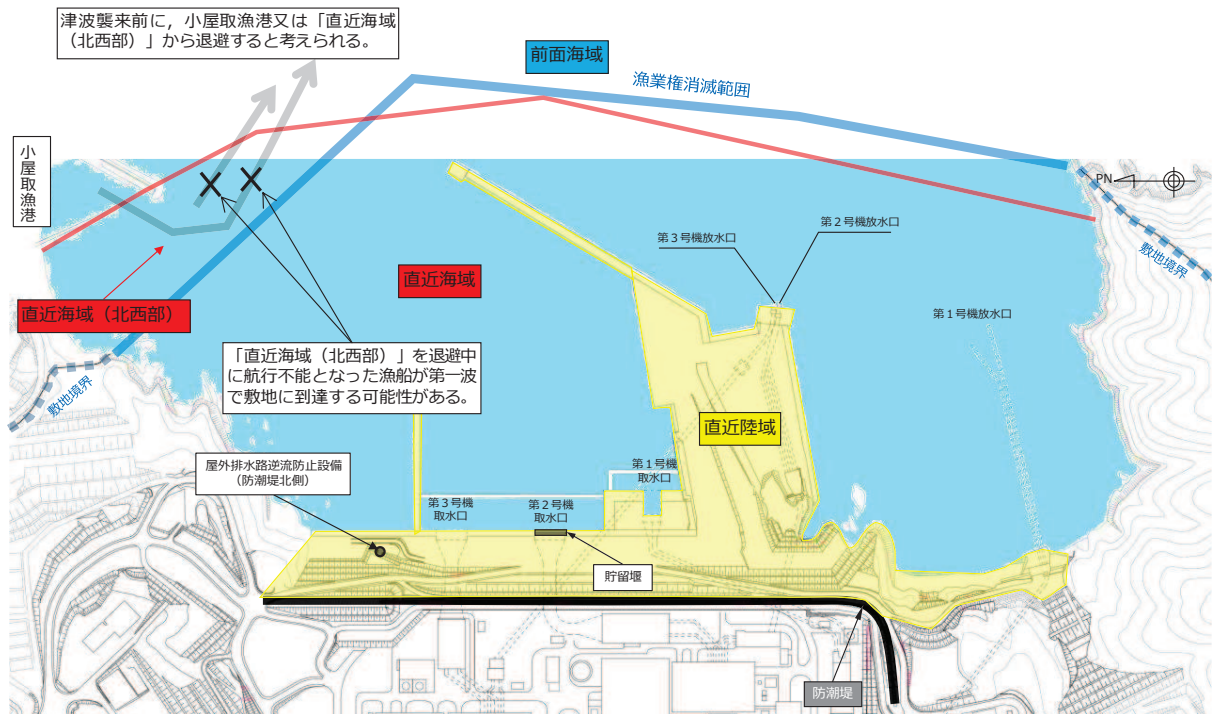 津波襲来前に，小屋取漁港又は「直近海域
（北西部）」から退避すると考えられる。
前面海域
漁業権消滅範囲
小屋取漁港
PN
第３号機放水口
第２号機放水口
敷地境界
直近海域
直近海域（北西部）
第１号機放水口
「直近海域（北西部）」を退避中
に航行不能となった漁船が第一波
で敷地に到達する可能性がある。
敷地境界
直近陸域
屋外排水路逆流防止設備
（防潮堤北側）
第１号機
取水口
第３号機
取水口
第２号機
取水口
貯留堰
防潮堤